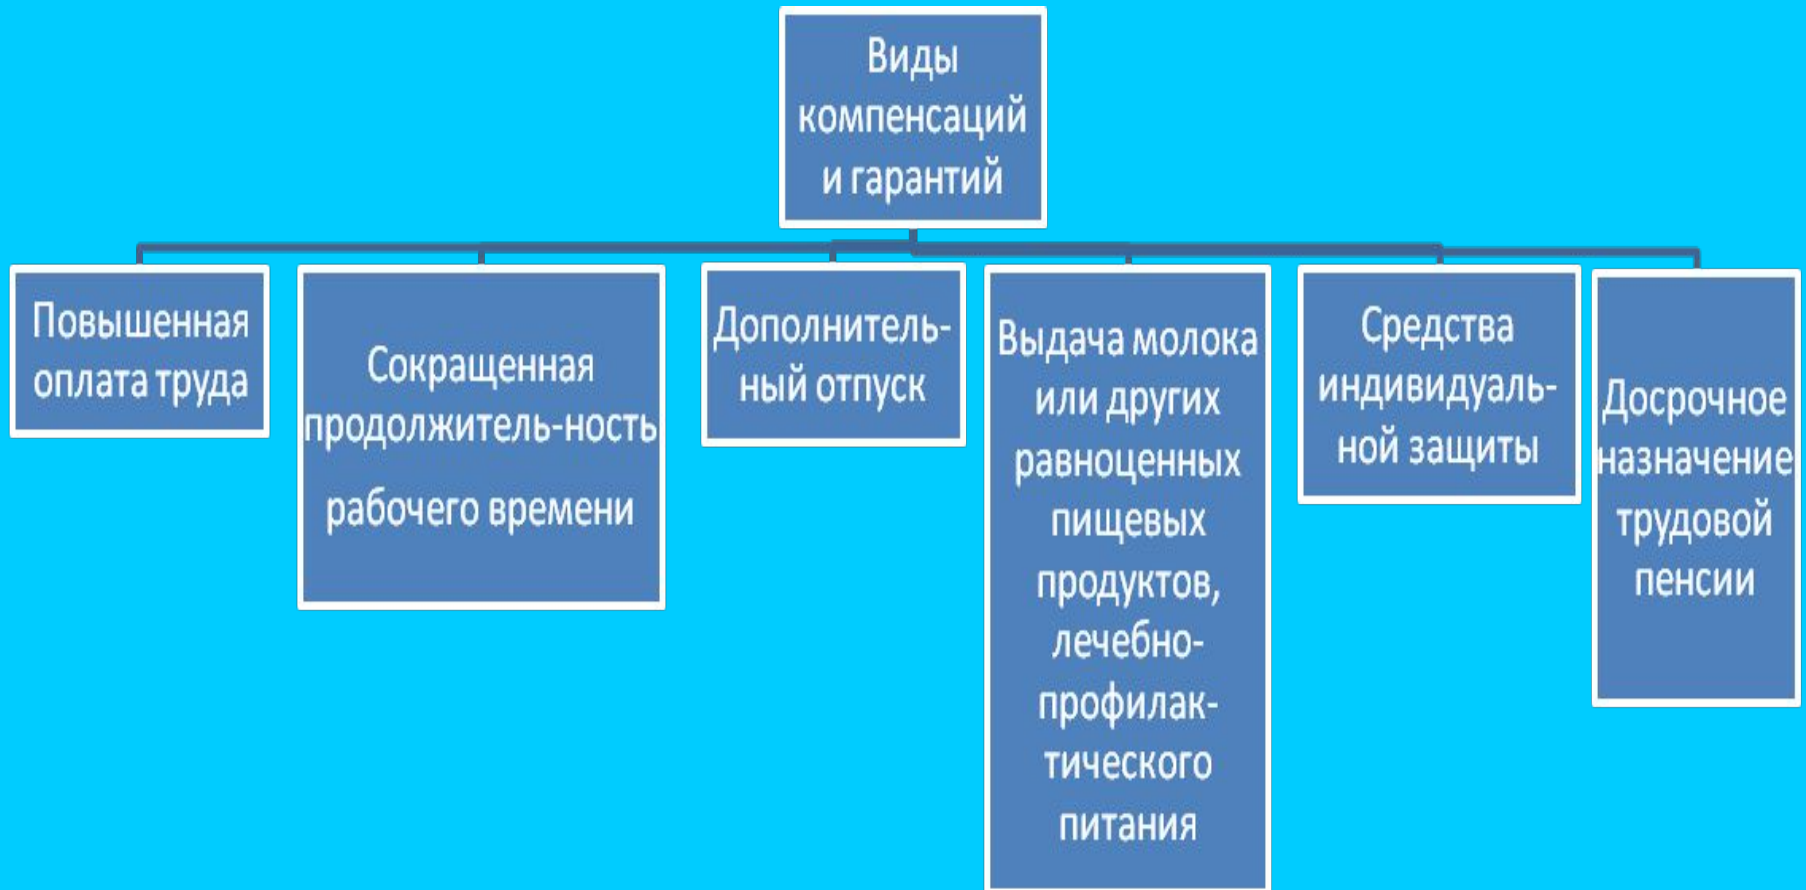 Виды
компенсаций
и гарантий
Повышенная
оплата труда
Сокращенная
продолжитель-ность
рабочего времени
Дополнитель-
ный отпуск
Выдача молока
или других
равноценных
пищевых
продуктов,
лечебно-
профилак-
тического
питания
Средства
индивидуаль-
ной защиты
Досрочное
назначение
трудовой
пенсии